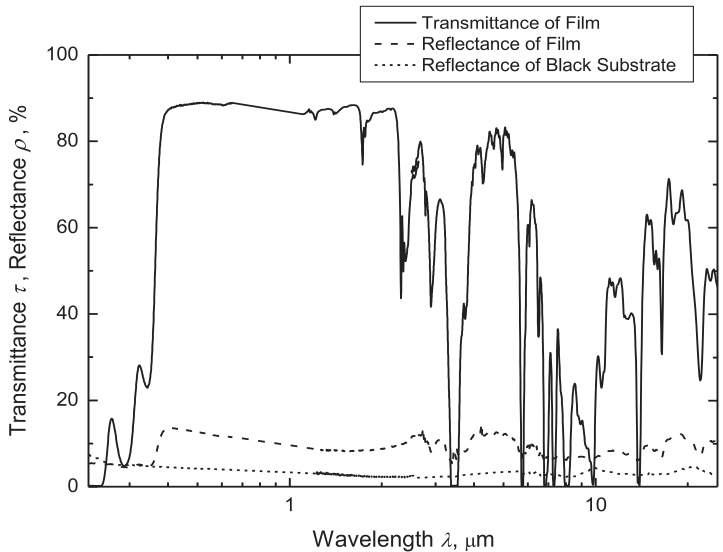 Transmittance of Film
Reflectance of Film
Reflectance of Black Substrate
100
80
60
40
20
0
1
10
Transmittance τ, Reflectance ρ, %
Wavelength λ, μm